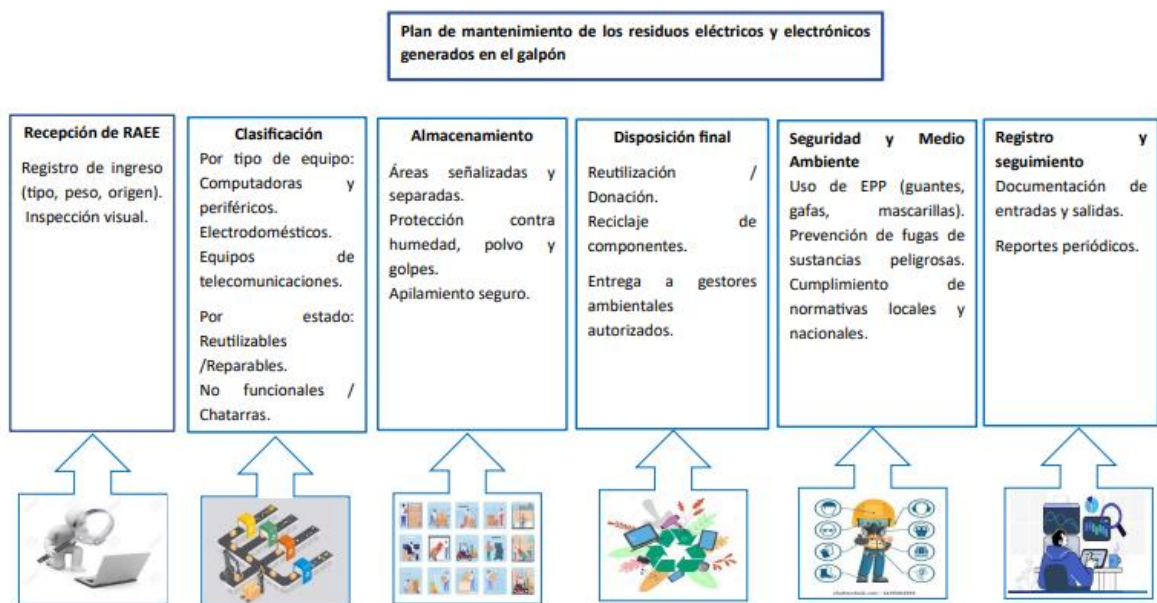 Plan de mantenimiento de los residuos eléctricos y electrónicos
generados en el galpón
Recepción de RAEE
Registro de ingreso
(tipo, peso, origen).
Inspección visual.
Clasificación
Por tipo de equipo:
Computadoras y
periféricos.
Electrodomésticos.
Equipos de
telecomunicaciones.
Por estado:
Reutilizables
/Reparables.
No funcionales /
Chatarras.
Almacenamiento
Áreas señalizadas y
separadas.
Protección contra
humedad, polvo y
golpes.
Apilamiento seguro.
Disposición final
Reutilización /
Donación.
Reciclaje de
componentes.
Entrega a gestores
ambientales
autorizados.
Seguridad y Medio
Ambiente
Uso de EPP (guantes,
gafas, mascarillas).
Prevención de fugas de
sustancias peligrosas.
Cumplimiento de
normativas locales y
nacionales.
Registro y
seguimiento
Documentación de
entradas y salidas.
Reportes periódicos.